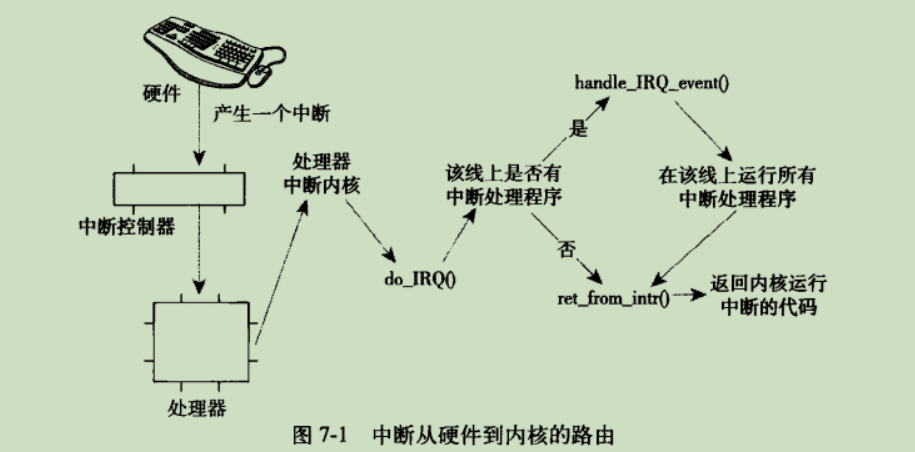 硬件
产生一个中断
中断控制器
处理器
处理器
中断内核
do_IRQ()
该线上是否有
中断处理程序
是
否
handle_IRQ_event()
在该线上运行所有
中断处理程序
ret_from_intr()
返回内核运行
中断的代码
图 7-1 中断从硬件到内核的路由